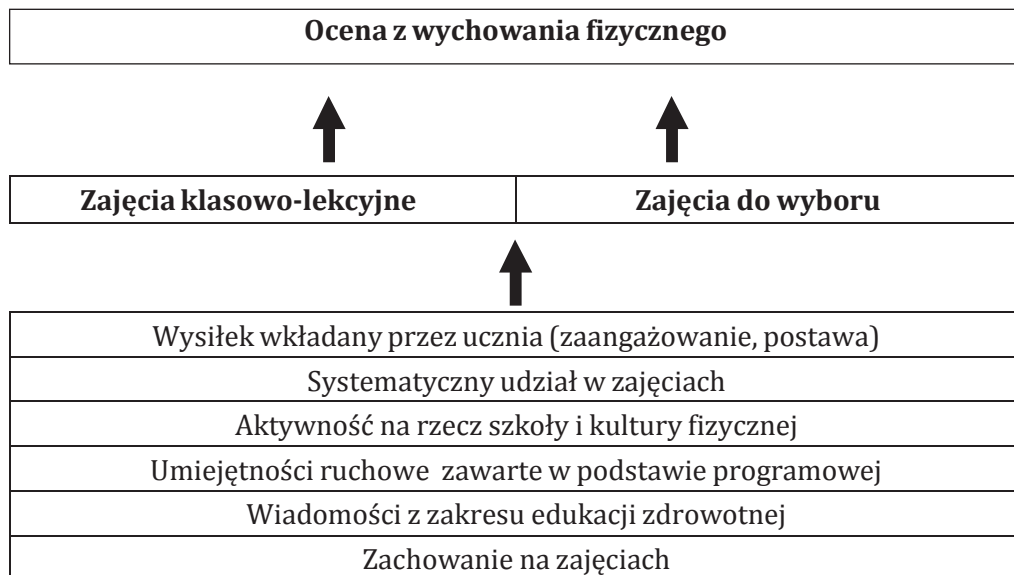 Ocena z wychowania fizycznego
Zajęcia klasowo-lekcyjne
Zajęcia do wyboru
Wysiłek wkładany przez ucznia (zaangażowanie, postawa)
Systematyczny udział w zajęciach
Aktywność na rzecz szkoły i kultury fizycznej
Umiejętności ruchowe zawarte w podstawie programowej
Wiadomości z zakresu edukacji zdrowotnej
Zachowanie na zajęciach